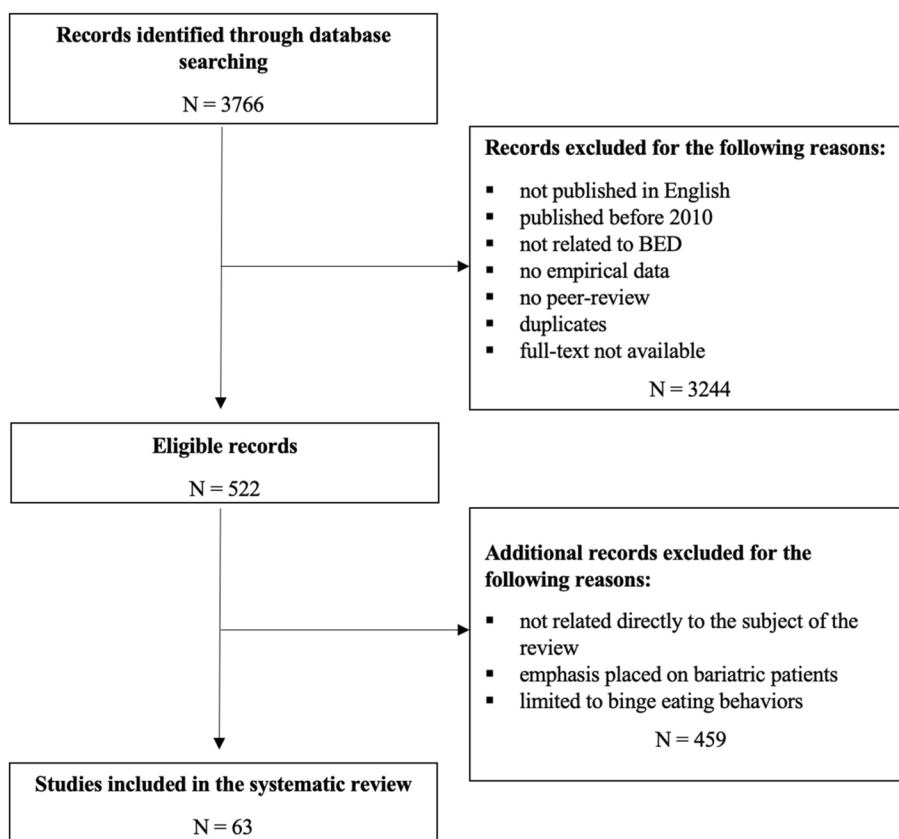 Records identified through database
searching
N = 3766
Records excluded for the following reasons:
▪ not published in English
▪ published before 2010
▪ not related to BED
▪ no empirical data
▪ no peer-review
▪ duplicates
▪ full-text not available
N = 3244
Eligible records
N = 522
Additional records excluded for the
following reasons:
▪ not related directly to the subject of the
review
▪ emphasis placed on bariatric patients
▪ limited to binge eating behaviors
N = 459
Studies included in the systematic review
N = 63